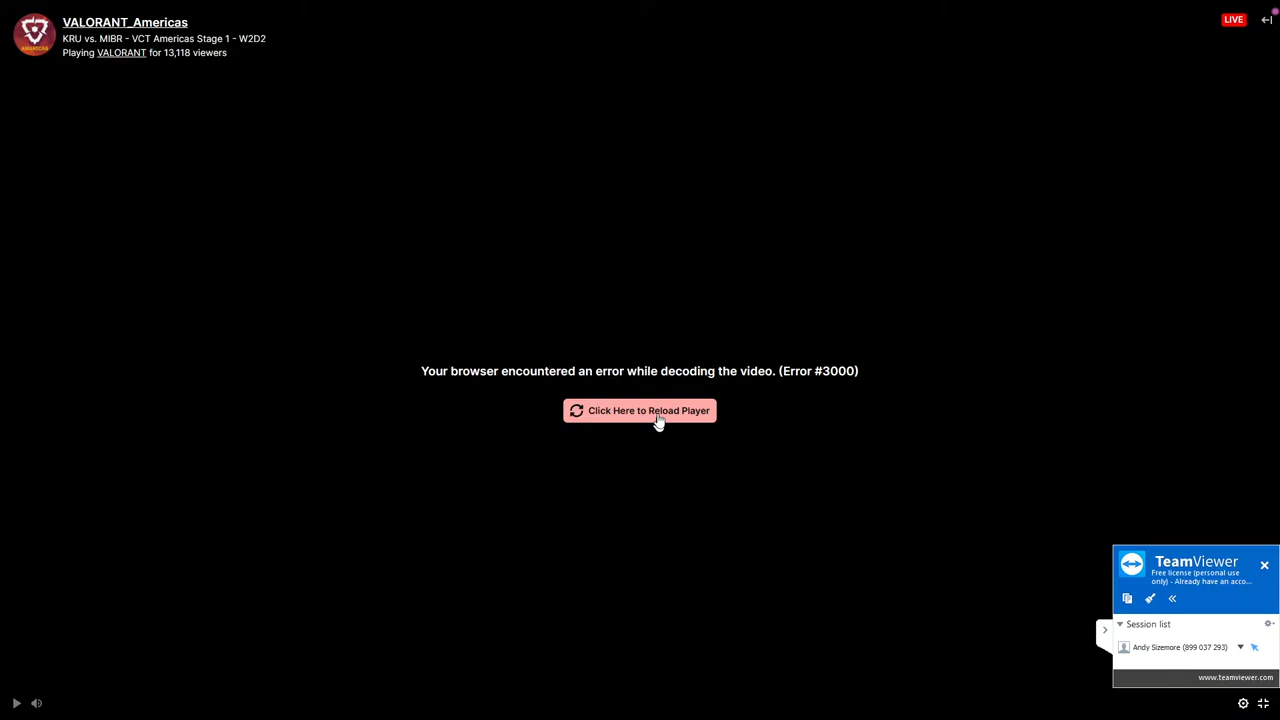 VALORANT_Americas
KRU vs. MIBR - VCT Americas Stage 1 - W2D2
Playing VALORANT for 13,118 viewers
LIVE
Your browser encountered an error while decoding the video. (Error #3000)
Click Here to Reload Player
TeamViewer
Free license (personal use
only) - Already have an acco...
Session list
Andy Sizemore (899 037 293)
www.teamviewer.com